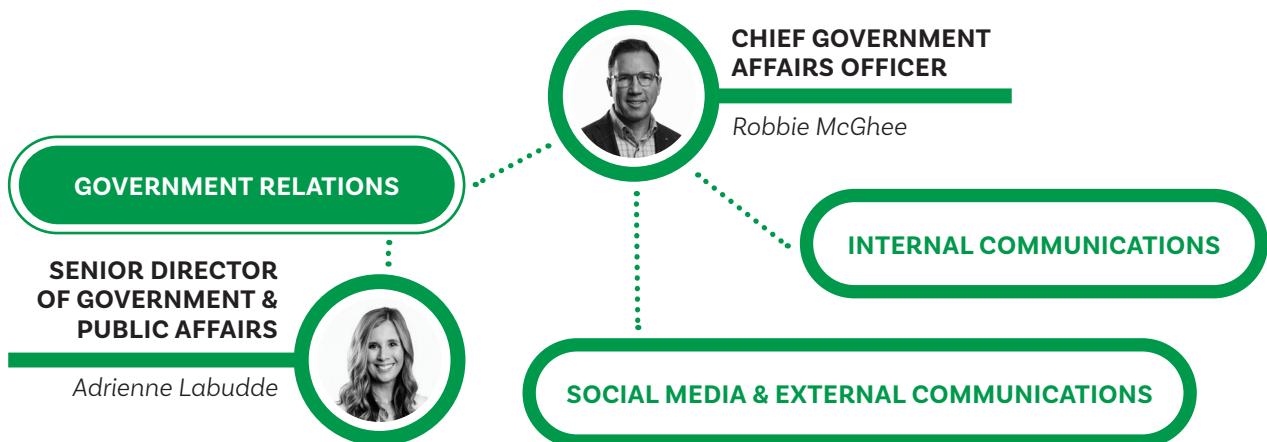 CHIEF GOVERNMENT
AFFAIRS OFFICER
Robbie McGhee
GOVERNMENT RELATIONS
INTERNAL COMMUNICATIONS
SENIOR DIRECTOR
OF GOVERNMENT &
PUBLIC AFFAIRS
Adrienne Labudde
SOCIAL MEDIA & EXTERNAL COMMUNICATIONS